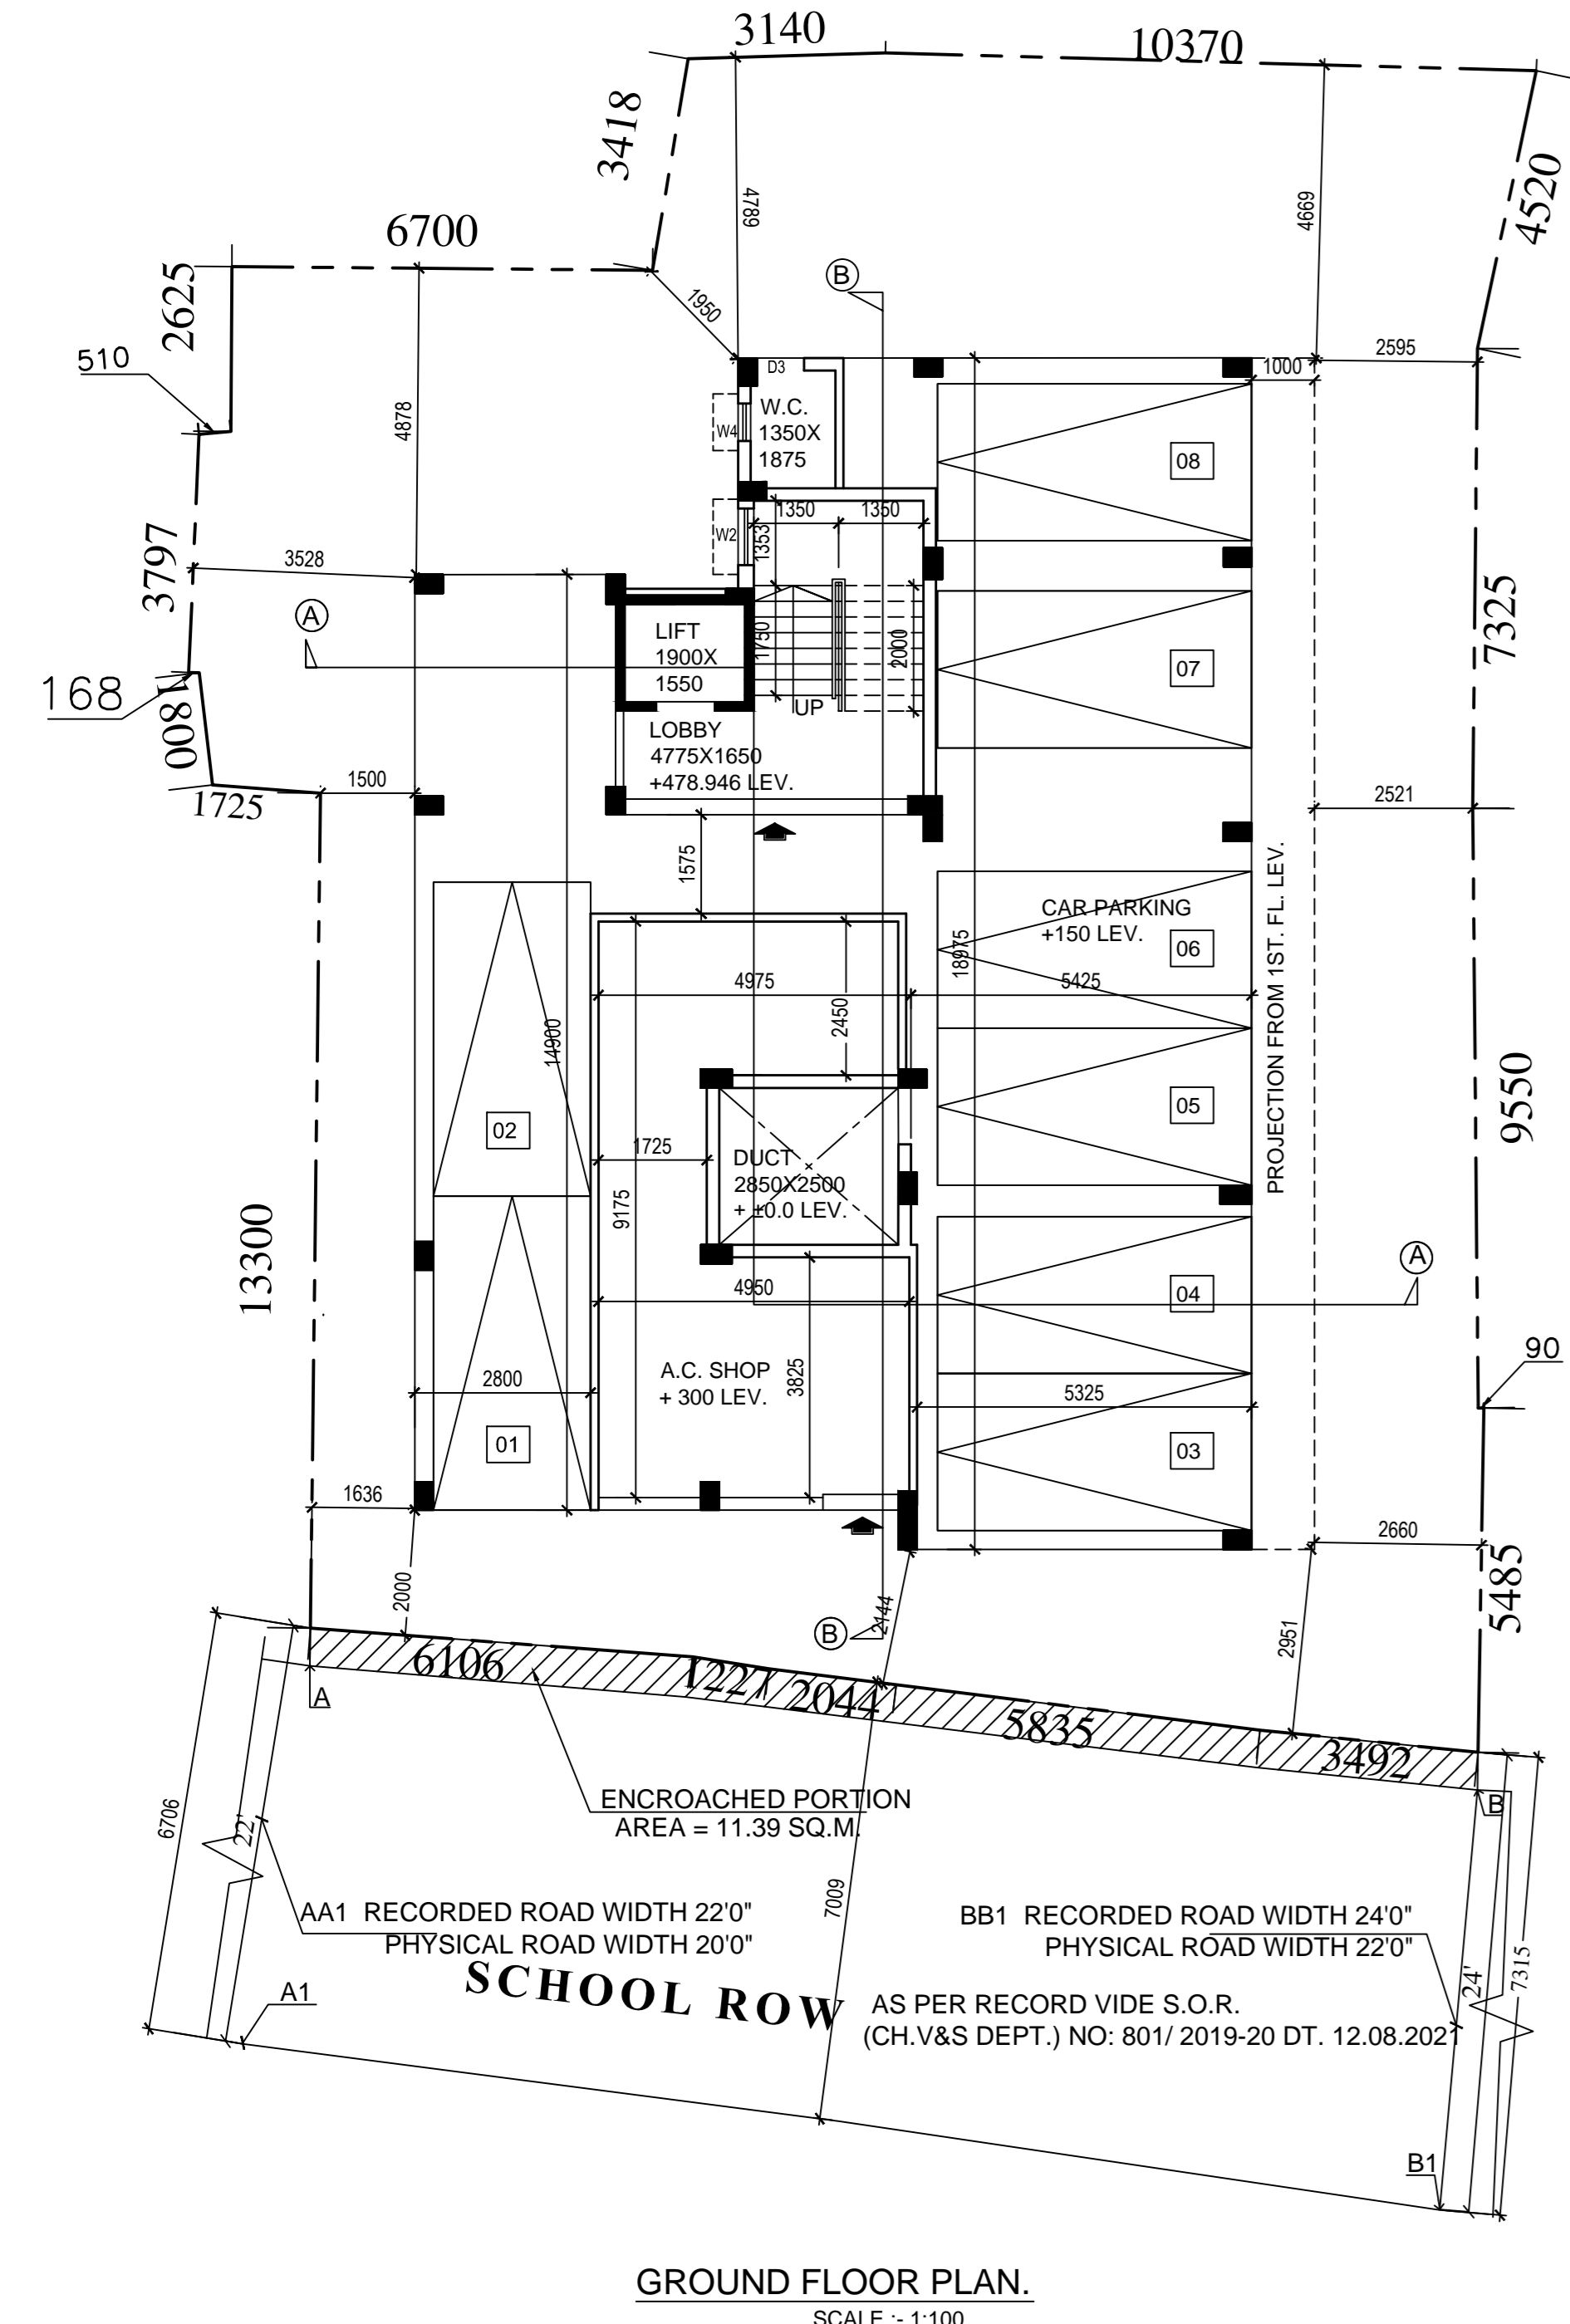 3140
10370
3418
4520
4789
4669
6700
2625
1950
B
510
2595
1000
D3
W.C.
1350X
1875
W4
4878
08
1350
1350
W2
1353
3797
3528
A
LIFT
1900X
1550
1750
2000
07
7325
168
1800
UP
LOBBY
4775X1650
+478.946 LEV.
1500
1725
2521
1575
CAR PARKING
+150 LEV.
06
18975
4975
5425
2450
14900
PROJECTION FROM 1ST. FL. LEV.
9550
02
05
1725
DUCT
2850X2500
+ ±0.0 LEV.
9175
13300
A
4950
04
90
A.C. SHOP
+ 300 LEV.
3825
2800
5325
01
03
1636
2660
2000
2144
5485
B
2951
6106
1227
2044
5835
3492
A
B
ENCROACHED PORTION
AREA = 11.39 SQ.M.
6706
22'
7009
AA1 RECORDED ROAD WIDTH 22'0"
PHYSICAL ROAD WIDTH 20'0"
BB1 RECORDED ROAD WIDTH 24'0"
PHYSICAL ROAD WIDTH 22'0"
24'
7315
A1
SCHOOL ROW
AS PER RECORD VIDE S.O.R.
(CH.V&S DEPT.) NO: 801/ 2019-20 DT. 12.08.2021
B1
GROUND FLOOR PLAN.
SCALE :- 1:100